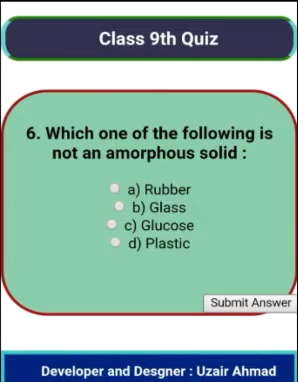 Class 9th Quiz
6. Which one of the following is
not an amorphous solid :
a) Rubber
b) Glass
c) Glucose
d) Plastic
Submit Answer
Developer and Desgner : Uzair Ahmad